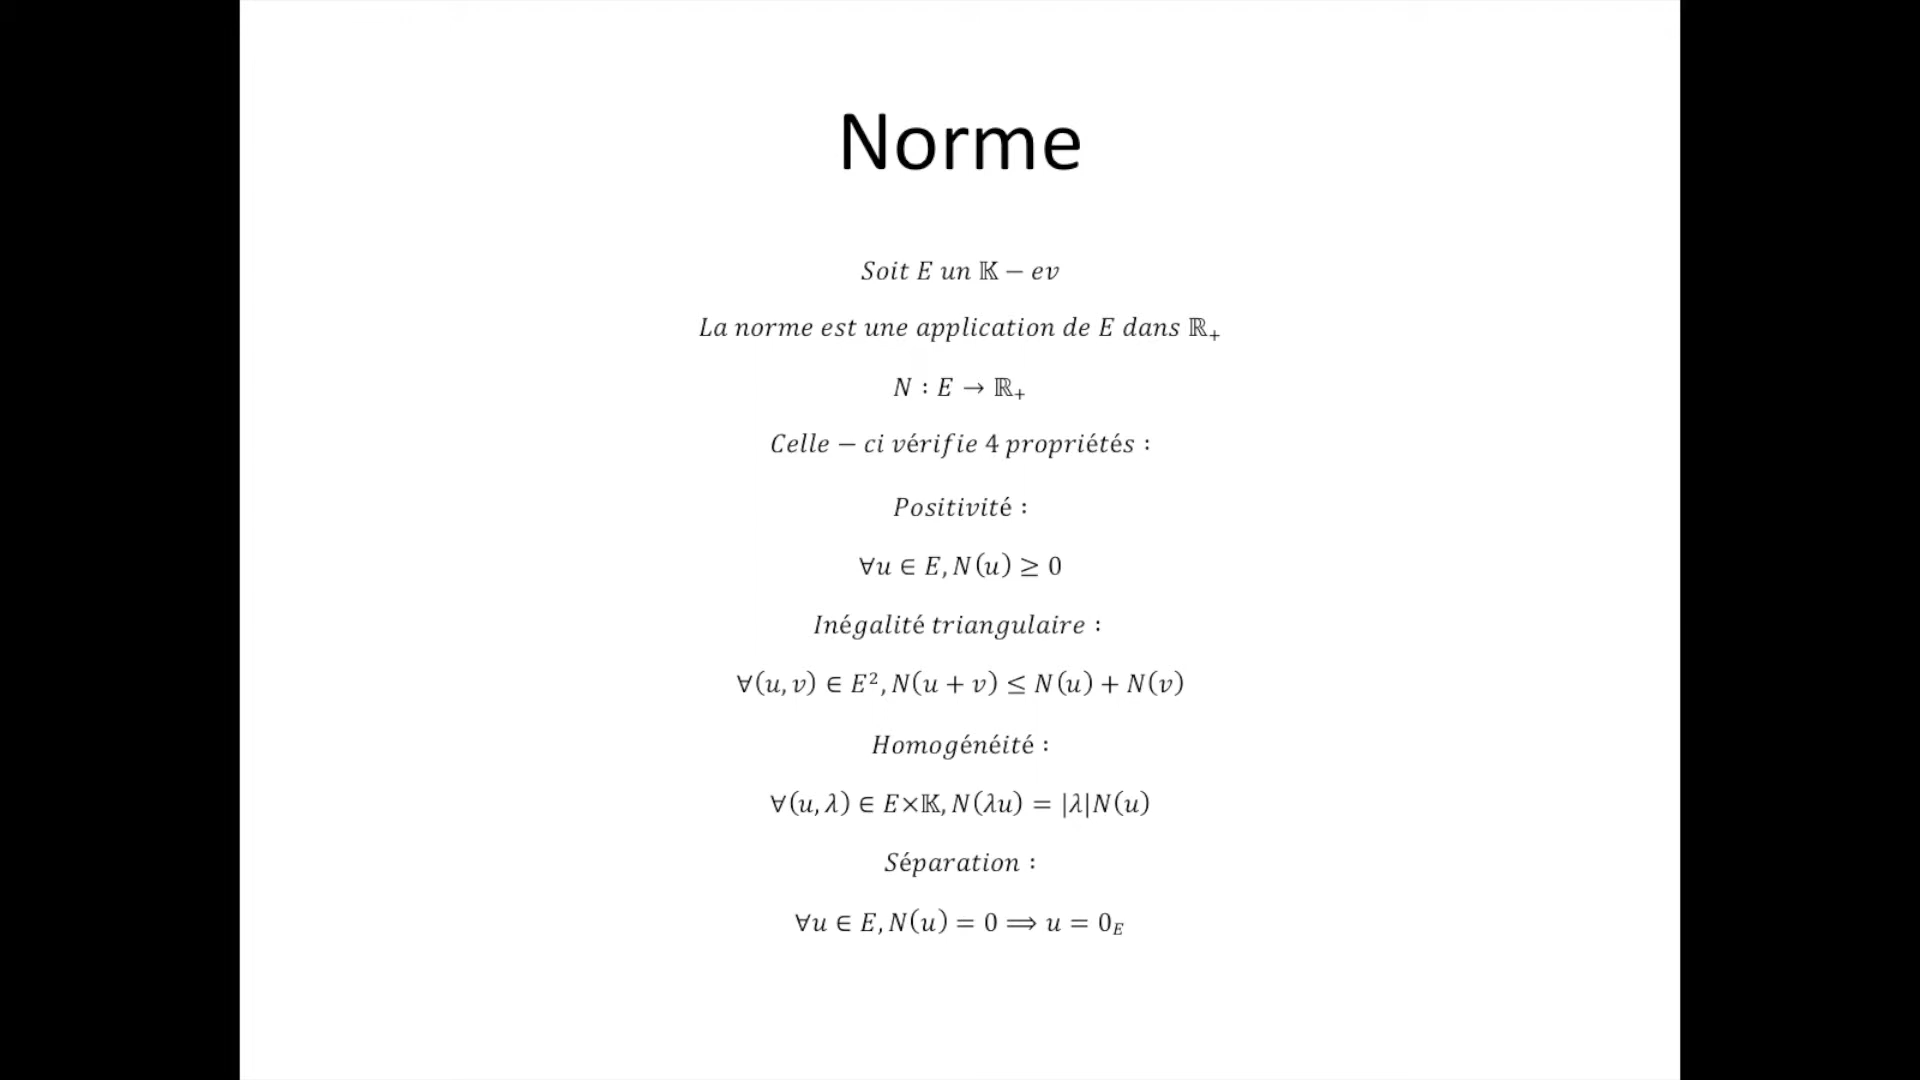 Norme
Soit E un 𝕂 − ev
La norme est une application de E dans ℝ₊
N : E → ℝ₊
Celle − ci vérifie 4 propriétés :
Positivité :
∀u ∈ E, N(u) ≥ 0
Inégalité triangulaire :
∀(u, v) ∈ E², N(u + v) ≤ N(u) + N(v)
Homogénéité :
∀(u, λ) ∈ E×𝕂, N(λu) = |λ|N(u)
Séparation :
∀u ∈ E, N(u) = 0 ⟹ u = 0_E